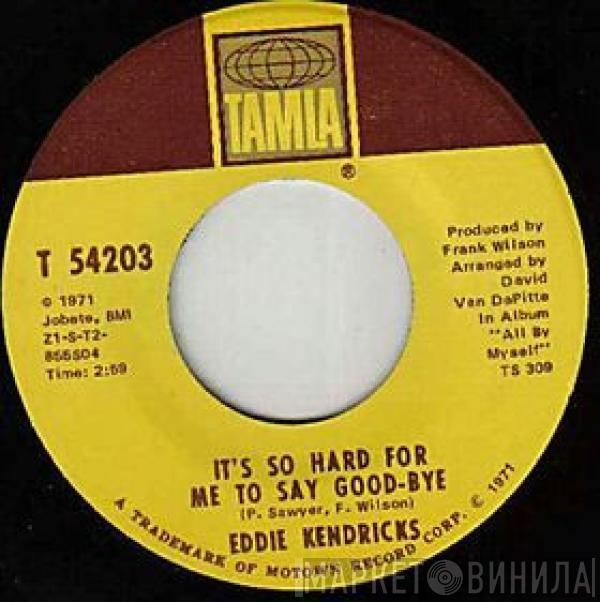 TAMLA
®
T 54203
© 1971
Jobete, BMI
Z1-S-T2-
855S04
Time: 2:59
Produced by
Frank Wilson
Arranged by
David
Van DePitte
In Album
"All By
Myself"
TS 309
IT'S SO HARD FOR
ME TO SAY GOOD-BYE
(P. Sawyer, F. Wilson)
EDDIE KENDRICKS
A TRADEMARK OF MOTOWN RECORD CORP. © 1971
МАРКЕТ ВИНИЛА